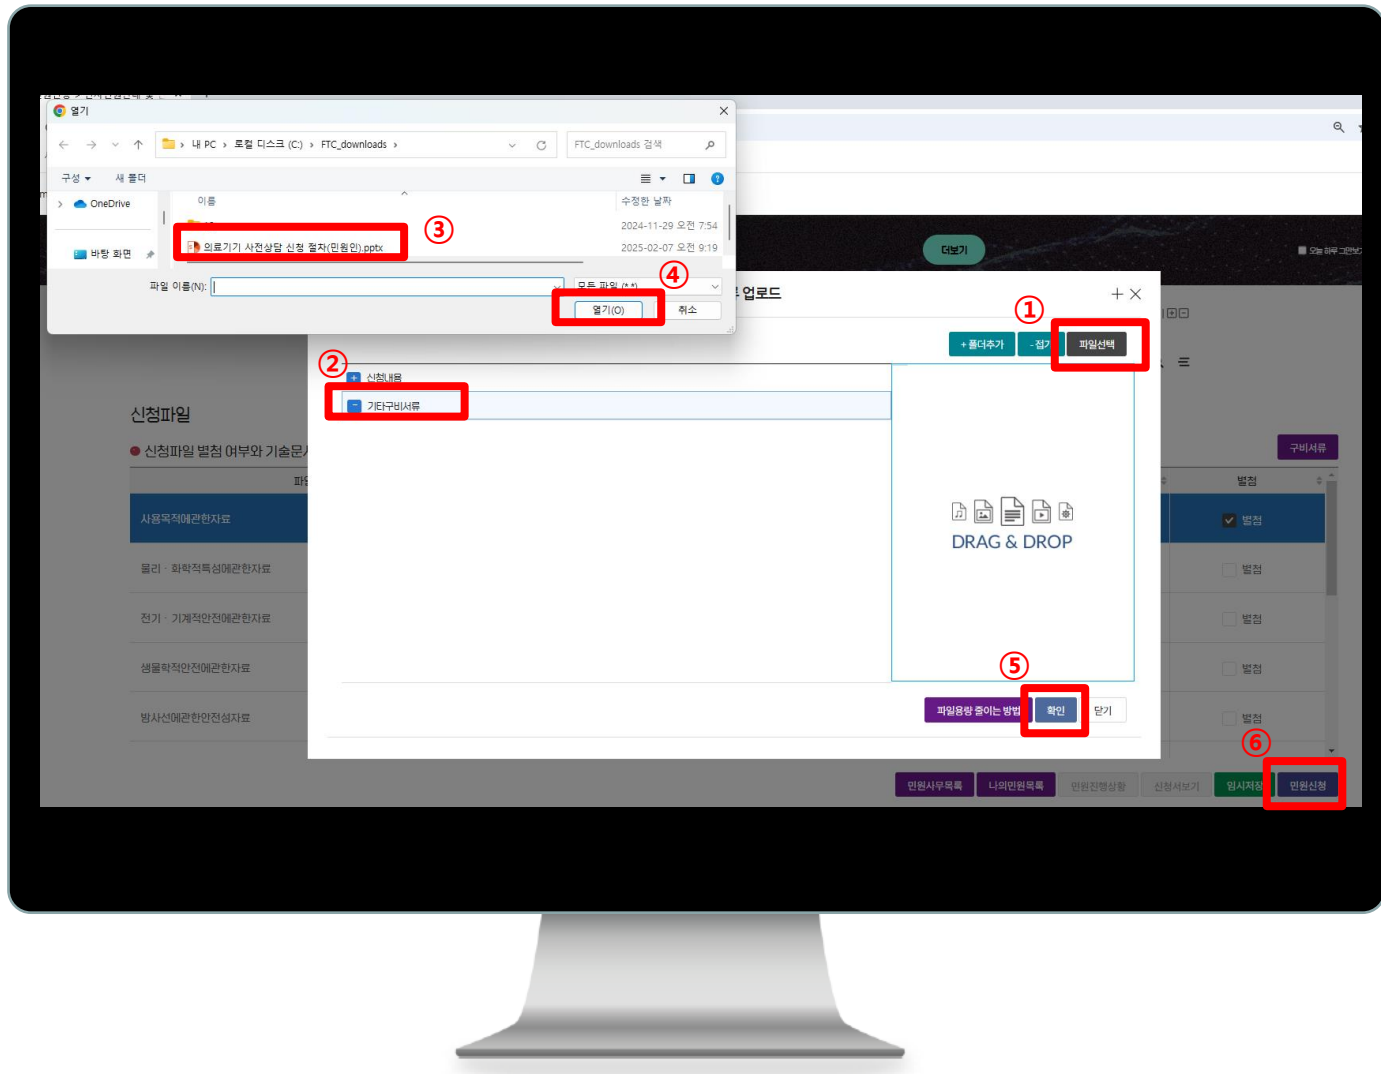 열기
내 PC > 로컬 디스크 (C:) > FTC_downloads >
FTC_downloads 검색
구성
새 폴더
OneDrive
이름
수정한 날짜
2024-11-29 오전 7:54
③
바탕 화면
의료기기 사전상담 신청 절차(민원인).pptx
2025-02-07 오전 9:19
더보기
④
파일 이름(N):
모든 파일 (*.*)
열기(O)
취소
업로드
①
+폴더추가
-접기
파일선택
②
신청내용
기타구비서류
신청파일
신청파일 별첨 여부와 기술문
구비서류
별첨
사용목적에관한자료
별첨
DRAG & DROP
물리 · 화학적특성에관한자료
별첨
전기 · 기계적안전에관한자료
별첨
생물학적안전에관한자료
별첨
⑤
방사선에관한안전성자료
파일용량 줄이는 방법
확인
닫기
별첨
⑥
민원사무목록
나의민원목록
민원진행상황
신청서보기
임시저장
민원신청